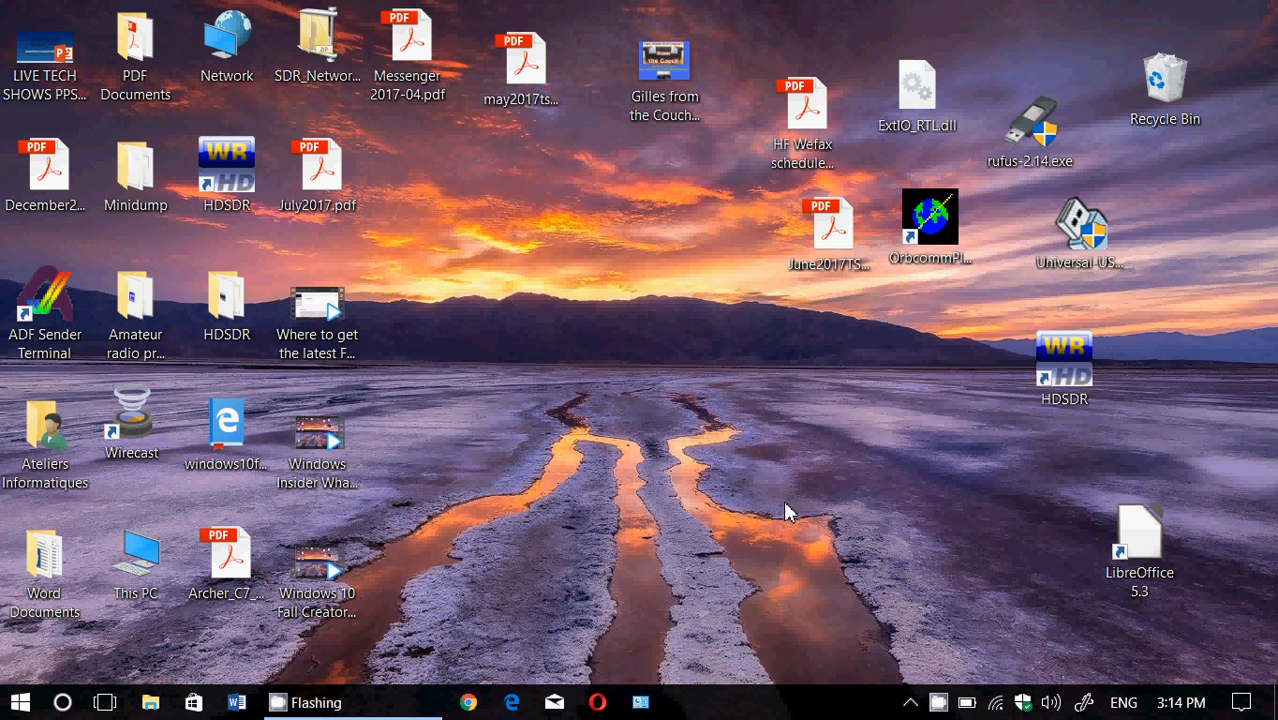 LIVE TECH
SHOWS PPS...
PDF
Documents
Network
SDR_Networ...
PDF
Messenger
2017-04.pdf
PDF
may2017ts...
Gilles from
the Couch...
PDF
HF Wefax
schedule...
ExtIO_RTL.dll
rufus-2.14.exe
Recycle Bin
PDF
December2...
Minidump
WR
HD
HDSDR
PDF
July2017.pdf
PDF
June2017TS...
OrbcommPl...
Universal-US...
ADF Sender
Terminal
Amateur
radio pr...
HDSDR
Where to get
the latest F...
WR
HD
HDSDR
Ateliers
Informatiques
Wirecast
windows10f...
Windows
Insider Wha...
Word
Documents
This PC
PDF
Archer_C7_...
Windows 10
Fall Creator...
LibreOffice
5.3
Flashing
ENG
3:14 PM